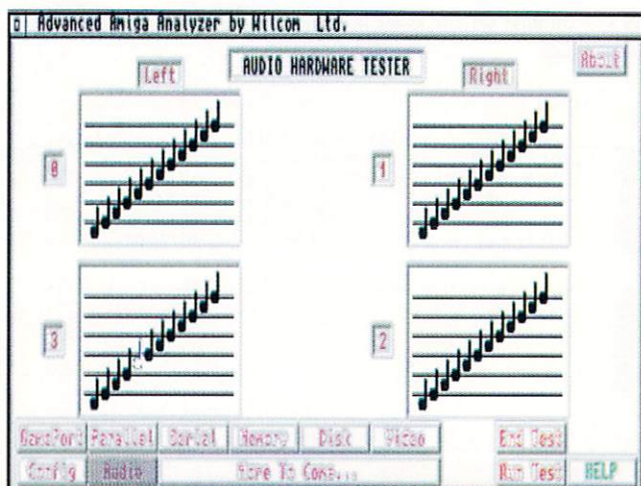 Advanced Amiga Analyzer by Wilcom Ltd.
AUDIO HARDWARE TESTER
About
Left
Right
0
1
3
2
GamePort Parallel Serial Memory Disk Video End Test
Config Audio More To Come... Run Test HELP